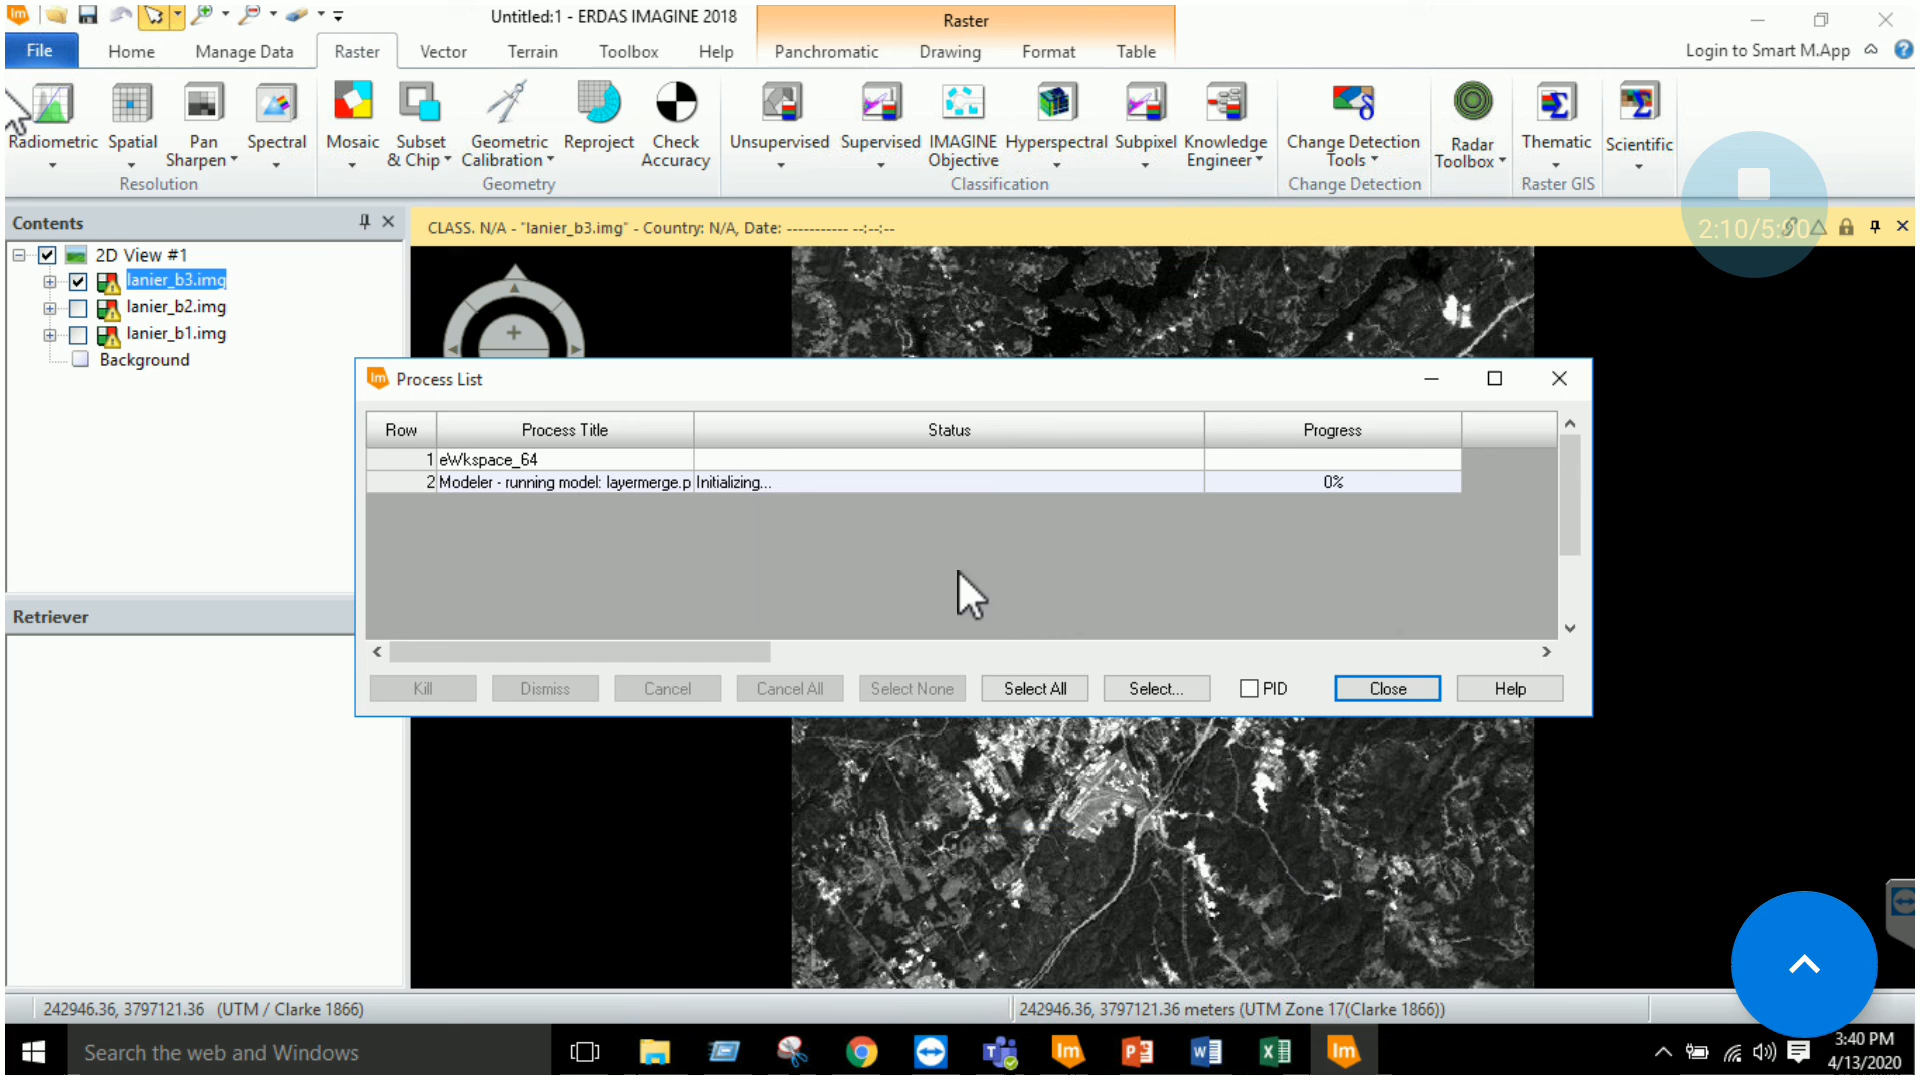 Untitled:1 - ERDAS IMAGINE 2018
Raster
File
Home
Manage Data
Raster
Vector
Terrain
Toolbox
Help
Panchromatic
Drawing
Format
Table
Login to Smart M.App
Radiometric
Spatial
Pan
Sharpen
Spectral
Resolution
Mosaic
Subset
& Chip
Geometric
Calibration
Reproject
Check
Accuracy
Geometry
Unsupervised
Supervised
IMAGINE
Objective
Hyperspectral
Subpixel
Knowledge
Engineer
Classification
Change Detection
Tools
Change Detection
Radar
Toolbox
Thematic
Raster GIS
Scientific
Contents
2D View #1
lanier_b3.img
lanier_b2.img
lanier_b1.img
Background
Retriever
CLASS. N/A - "lanier_b3.img" - Country: N/A, Date: ----------- --:--:--
Im
Process List
Row
Process Title
Status
Progress
1 eWkspace_64
2 Modeler - running model: layermerge.p Initializing... 0%
Kill
Dismiss
Cancel
Cancel All
Select None
Select All
Select...
PID
Close
Help
242946.36, 3797121.36 (UTM / Clarke 1866)
242946.36, 3797121.36 meters (UTM Zone 17(Clarke 1866))
Search the web and Windows
3:40 PM
4/13/2020